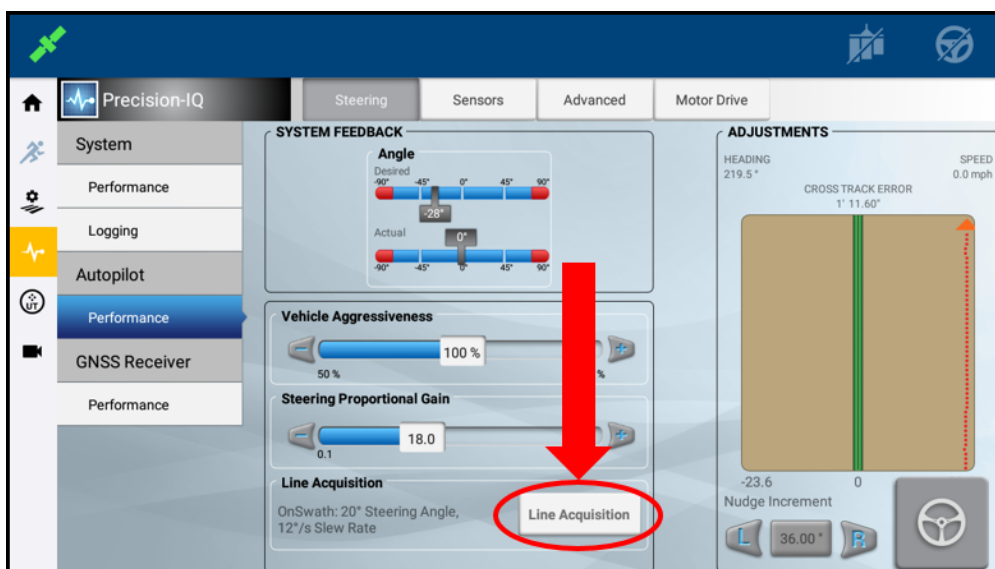 Precision-IQ
Steering
Sensors
Advanced
Motor Drive
System
Performance
Logging
Autopilot
Performance
GNSS Receiver
Performance
UT
SYSTEM FEEDBACK
Angle
Desired
-90° -45° 0° 45° 90°
-28°
Actual
0°
-90° -45° 0° 45° 90°
Vehicle Aggressiveness
100 %
50 %
%
Steering Proportional Gain
18.0
0.1
Line Acquisition
OnSwath: 20° Steering Angle,
12°/s Slew Rate
Line Acquisition
ADJUSTMENTS
HEADING
219.5 °
SPEED
0.0 mph
CROSS TRACK ERROR
1' 11.60"
-23.6 0
Nudge Increment
L
36.00 "
R